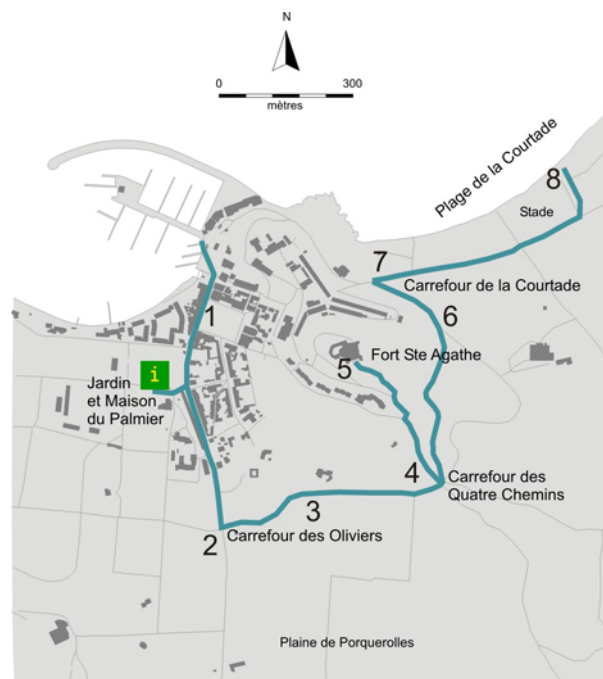 N
0 300
mètres
Plage de la Courtade
8
Stade
7
Carrefour de la Courtade
6
1
Fort Ste Agathe
5
i
Jardin
et Maison
du Palmier
4
Carrefour des
Quatre Chemins
3
2
Carrefour des Oliviers
Plaine de Porquerolles